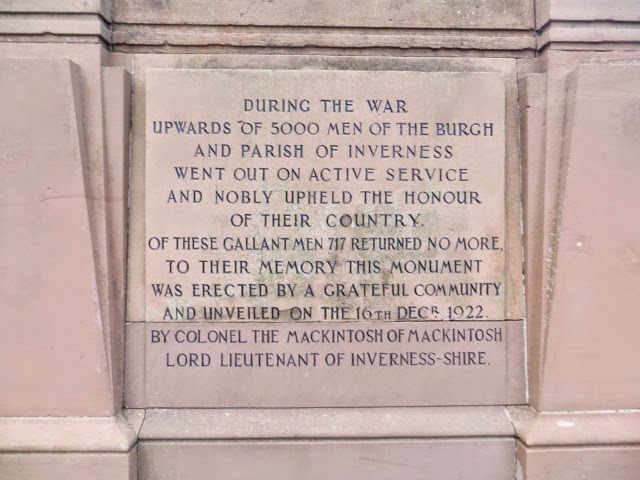 DURING THE WAR
UPWARDS OF 5000 MEN OF THE BURGH
AND PARISH OF INVERNESS
WENT OUT ON ACTIVE SERVICE
AND NOBLY UPHELD THE HONOUR
OF THEIR COUNTRY.
OF THESE GALLANT MEN 717 RETURNED NO MORE,
TO THEIR MEMORY THIS MONUMENT
WAS ERECTED BY A GRATEFUL COMMUNITY
AND UNVEILED ON THE 16TH DECR. 1922.
BY COLONEL THE MACKINTOSH OF MACKINTOSH
LORD LIEUTENANT OF INVERNESS-SHIRE.